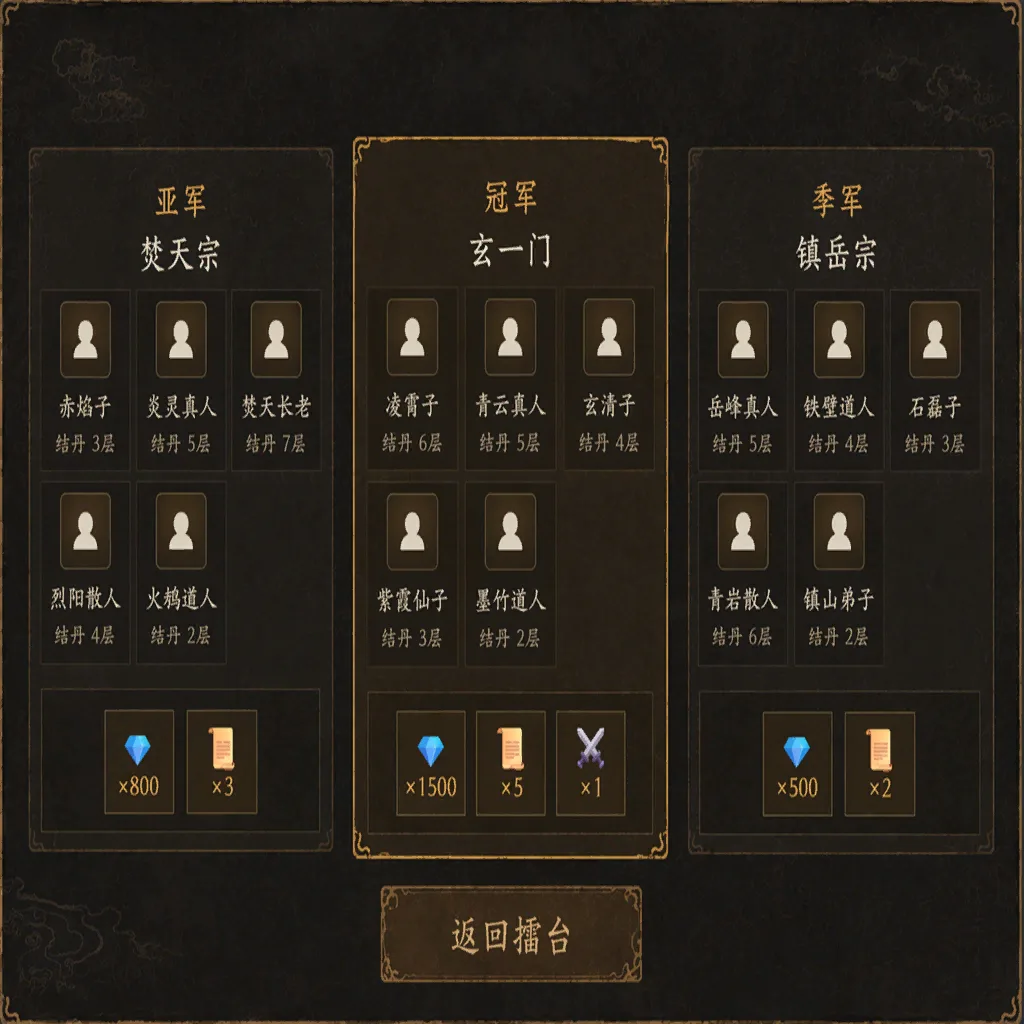 亚军
焚天宗
赤焰子
结丹 3层
炎灵真人
结丹 5层
焚天长老
结丹 7层
烈阳散人
结丹 4层
火鸦道人
结丹 2层
×800
×3
冠军
玄一门
凌霄子
结丹 6层
青云真人
结丹 5层
玄清子
结丹 4层
紫霞仙子
结丹 3层
墨竹道人
结丹 2层
×1500
×5
×1
季军
镇岳宗
岳峰真人
结丹 5层
铁壁道人
结丹 4层
石磊子
结丹 3层
青岩散人
结丹 6层
镇山弟子
结丹 2层
×500
×2
返回擂台